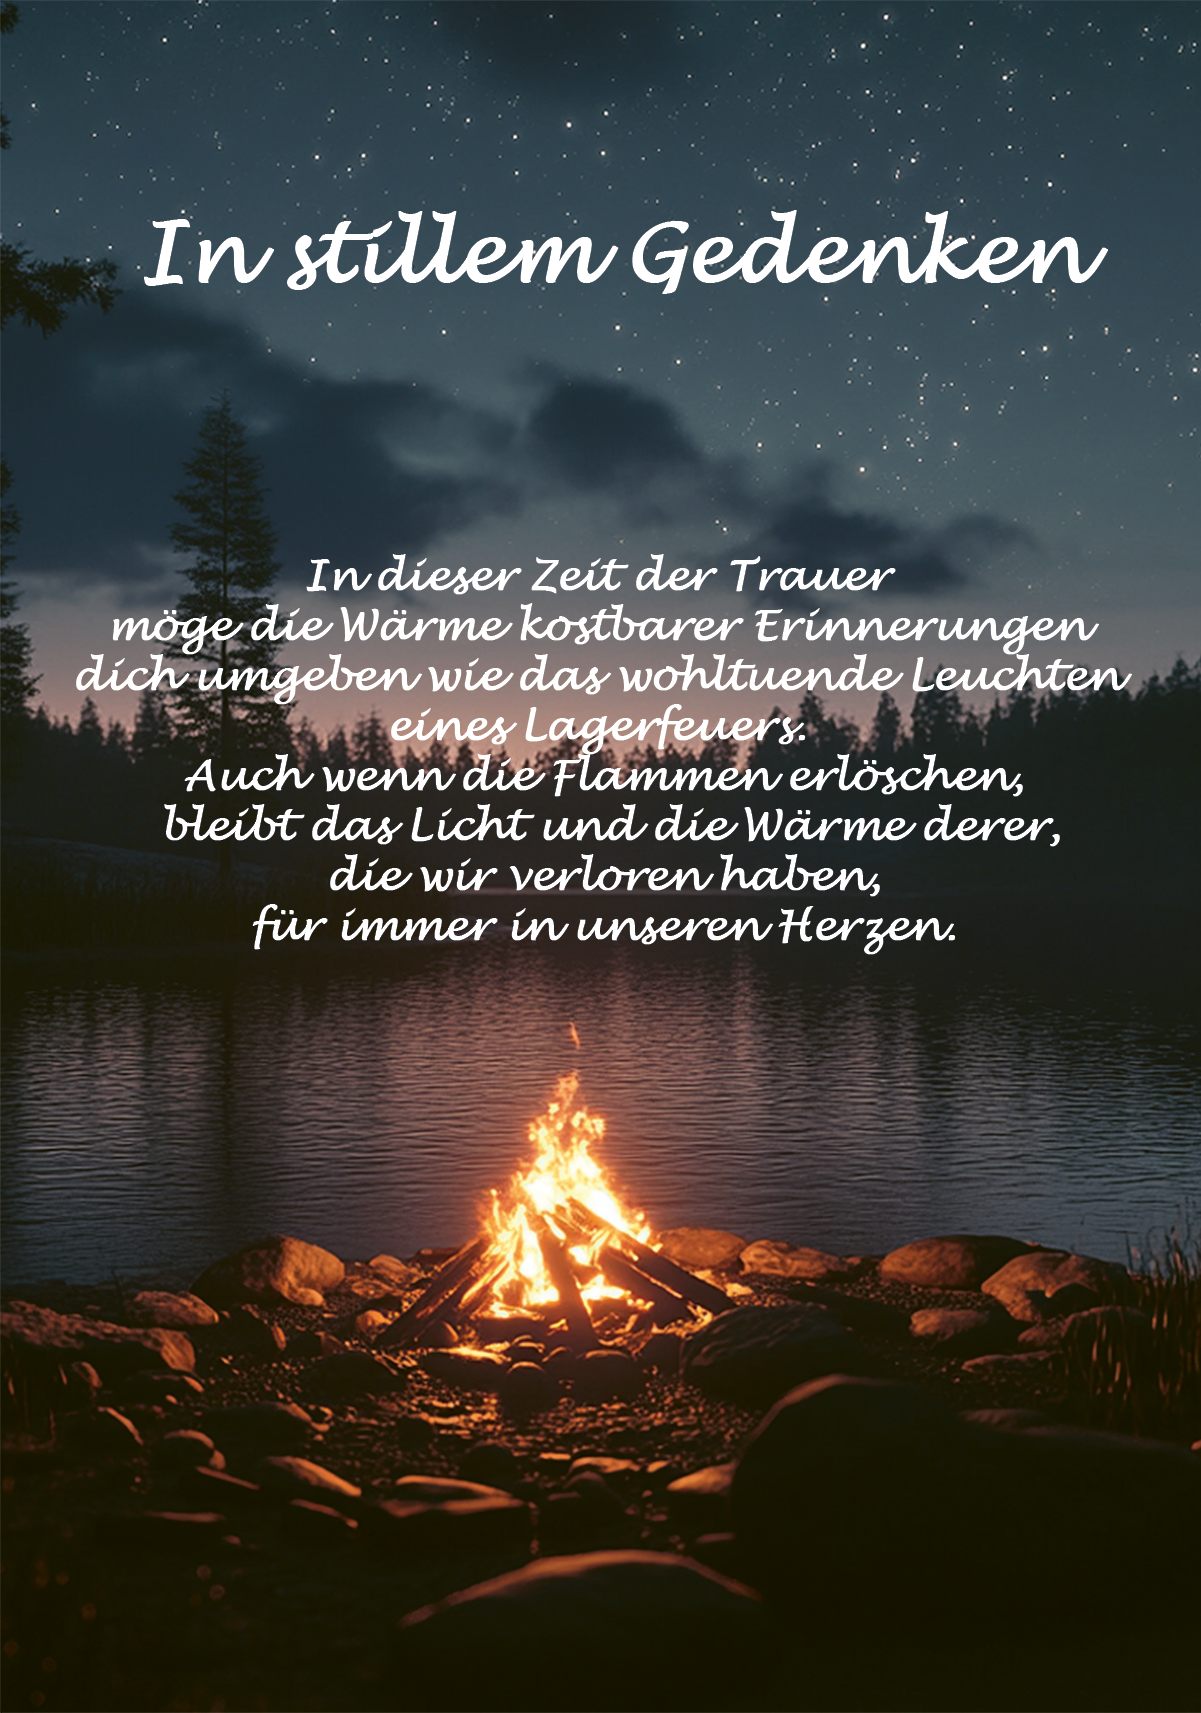 In stillem Gedenken
In dieser Zeit der Trauer
möge die Wärme kostbarer Erinnerungen
dich umgeben wie das wohltuende Leuchten
eines Lagerfeuers.
Auch wenn die Flammen erlöschen,
bleibt das Licht und die Wärme derer,
die wir verloren haben,
für immer in unseren Herzen.